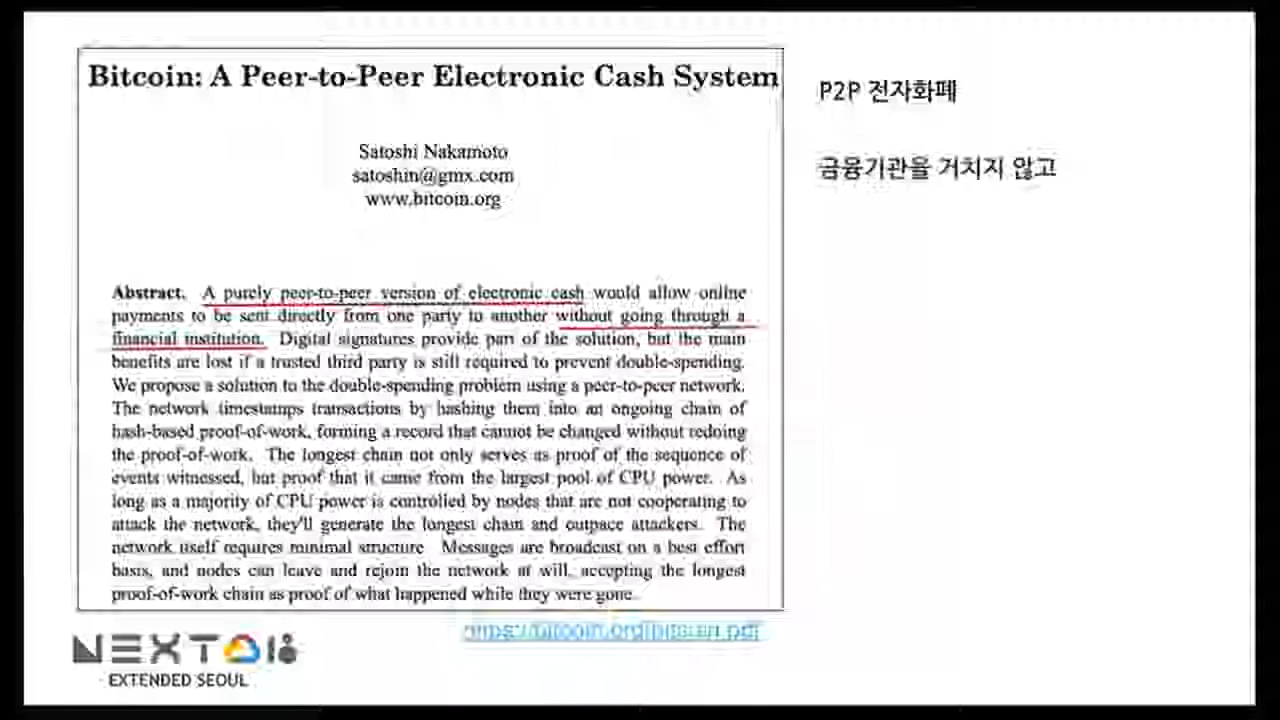 Bitcoin: A Peer-to-Peer Electronic Cash System
Satoshi Nakamoto
satoshin@gmx.com
www.bitcoin.org
Abstract. A purely peer-to-peer version of electronic cash would allow online
payments to be sent directly from one party to another without going through a
financial institution. Digital signatures provide part of the solution, but the main
benefits are lost if a trusted third party is still required to prevent double-spending.
We propose a solution to the double-spending problem using a peer-to-peer network.
The network timestamps transactions by hashing them into an ongoing chain of
hash-based proof-of-work, forming a record that cannot be changed without redoing
the proof-of-work. The longest chain not only serves as proof of the sequence of
events witnessed, but proof that it came from the largest pool of CPU power. As
long as a majority of CPU power is controlled by nodes that are not cooperating to
attack the network, they'll generate the longest chain and outpace attackers. The
network itself requires minimal structure. Messages are broadcast on a best effort
basis, and nodes can leave and rejoin the network at will, accepting the longest
proof-of-work chain as proof of what happened while they were gone.
P2P 전자화폐
금융기관을 거치지 않고
https://bitcoin.org/bitcoin.pdf
NEXT 18
EXTENDED SEOUL